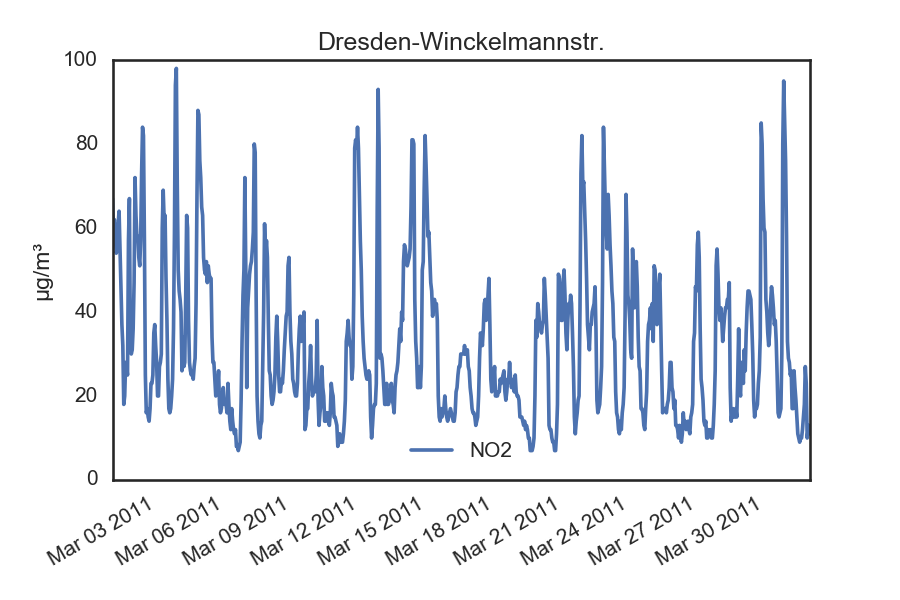 Dresden-Winckelmannstr.
100
80
60
40
20
0
µg/m³
NO2
Mar 03 2011
Mar 06 2011
Mar 09 2011
Mar 12 2011
Mar 15 2011
Mar 18 2011
Mar 21 2011
Mar 24 2011
Mar 27 2011
Mar 30 2011